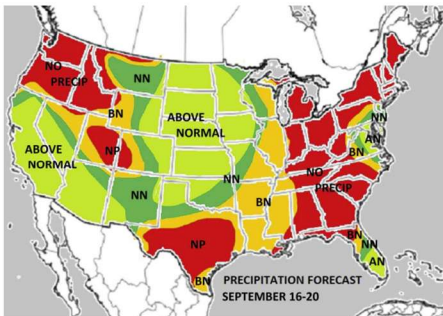 NO
PRECIP
NN
BN
ABOVE
NORMAL
NN
AN
BN
ABOVE
NORMAL
NP
NO
PRECIP
NN
NN
BN
NP
BN
NN
AN
BN
PRECIPITATION FORECAST
SEPTEMBER 16-20